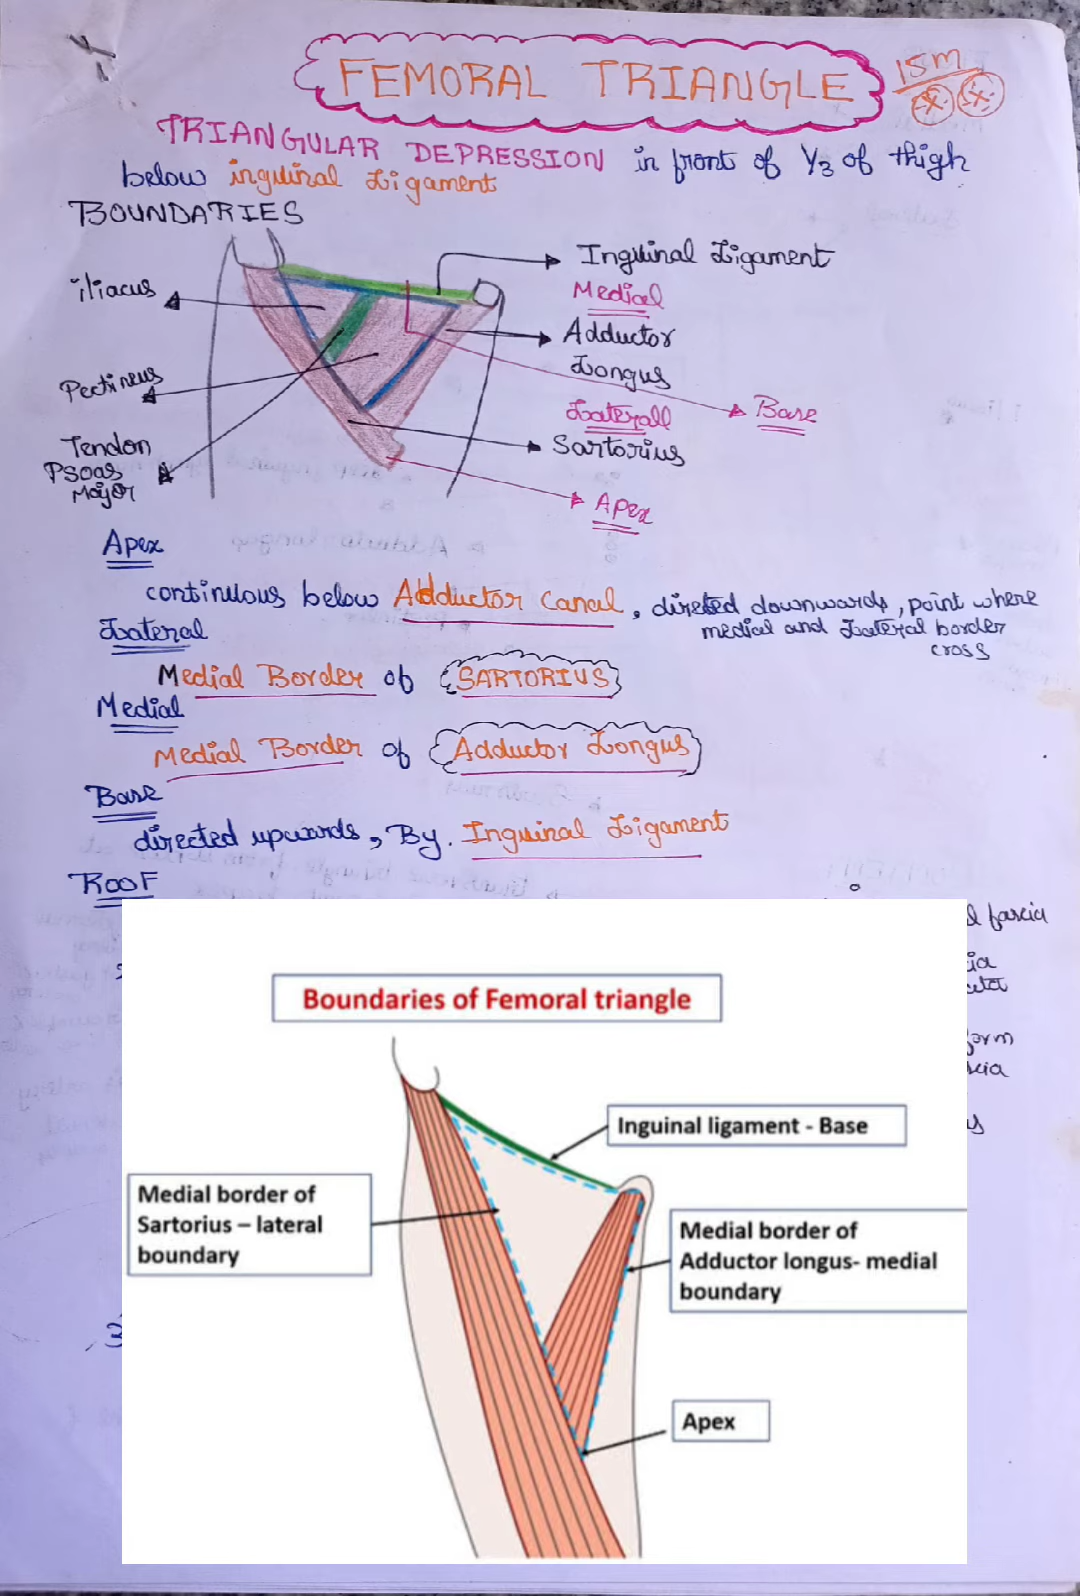 FEMORAL TRIANGLE
15m
TRIANGULAR DEPRESSION in front of 1/3 of thigh
below inguinal Ligament
BOUNDARIES
Inguinal Ligament
Medial
iliacus
Adductor
Longus
Pectineus
Base
Laterall
Tendon
Psoas
Major
Sartorius
Apex
Apex
continuous below Adductor canal, directed downwards, point where
medial and Lateral border
cross
Lateral
Medial Border of SARTORIUS
Medial
Medial Border of Adductor Longus
Base
directed upwards, By. Inguinal Ligament
ROOF
fascia
Boundaries of Femoral triangle
Inguinal ligament - Base
Medial border of
Sartorius – lateral
boundary
Medial border of
Adductor longus- medial
boundary
Apex